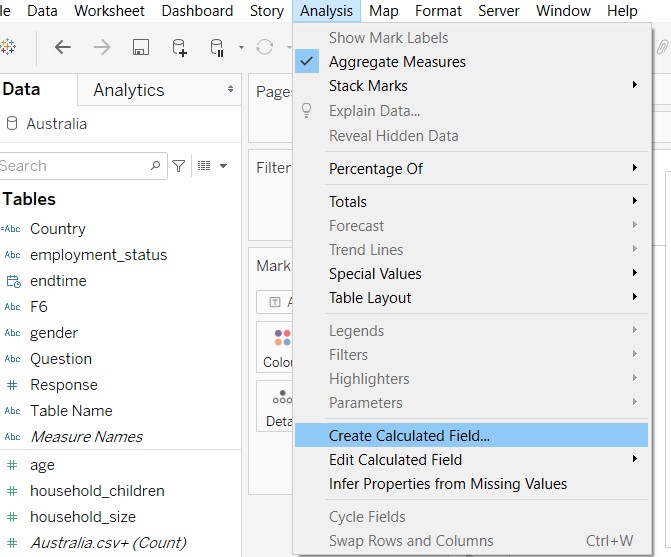 le Data Worksheet Dashboard Story Analysis Map Format Server Window Help
Data Analytics
Australia
Search
Tables
=Abc Country
Abc employment_status
endtime
Abc F6
Abc gender
Abc Question
# Response
Abc Table Name
Abc Measure Names
# age
# household_children
# household_size
# Australia.csv+ (Count)
Pages
Filter
Mark
T A
Colou
Deta
Show Mark Labels
Aggregate Measures
Stack Marks
Explain Data...
Reveal Hidden Data
Percentage Of
Totals
Forecast
Trend Lines
Special Values
Table Layout
Legends
Filters
Highlighters
Parameters
Create Calculated Field...
Edit Calculated Field
Infer Properties from Missing Values
Cycle Fields
Swap Rows and Columns Ctrl+W